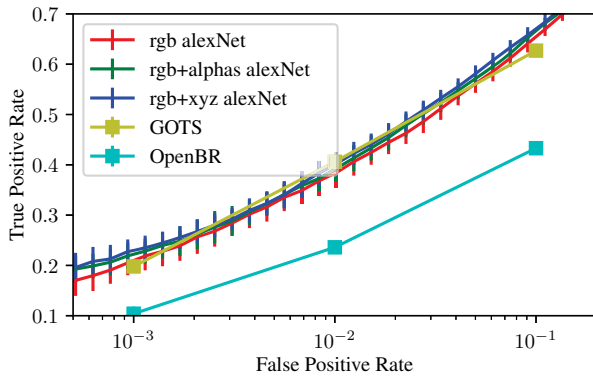 0.7
0.6
0.5
0.4
0.3
0.2
0.1
True Positive Rate
rgb alexNet
rgb+alphas alexNet
rgb+xyz alexNet
GOTS
OpenBR
10⁻³ 10⁻² 10⁻¹
False Positive Rate